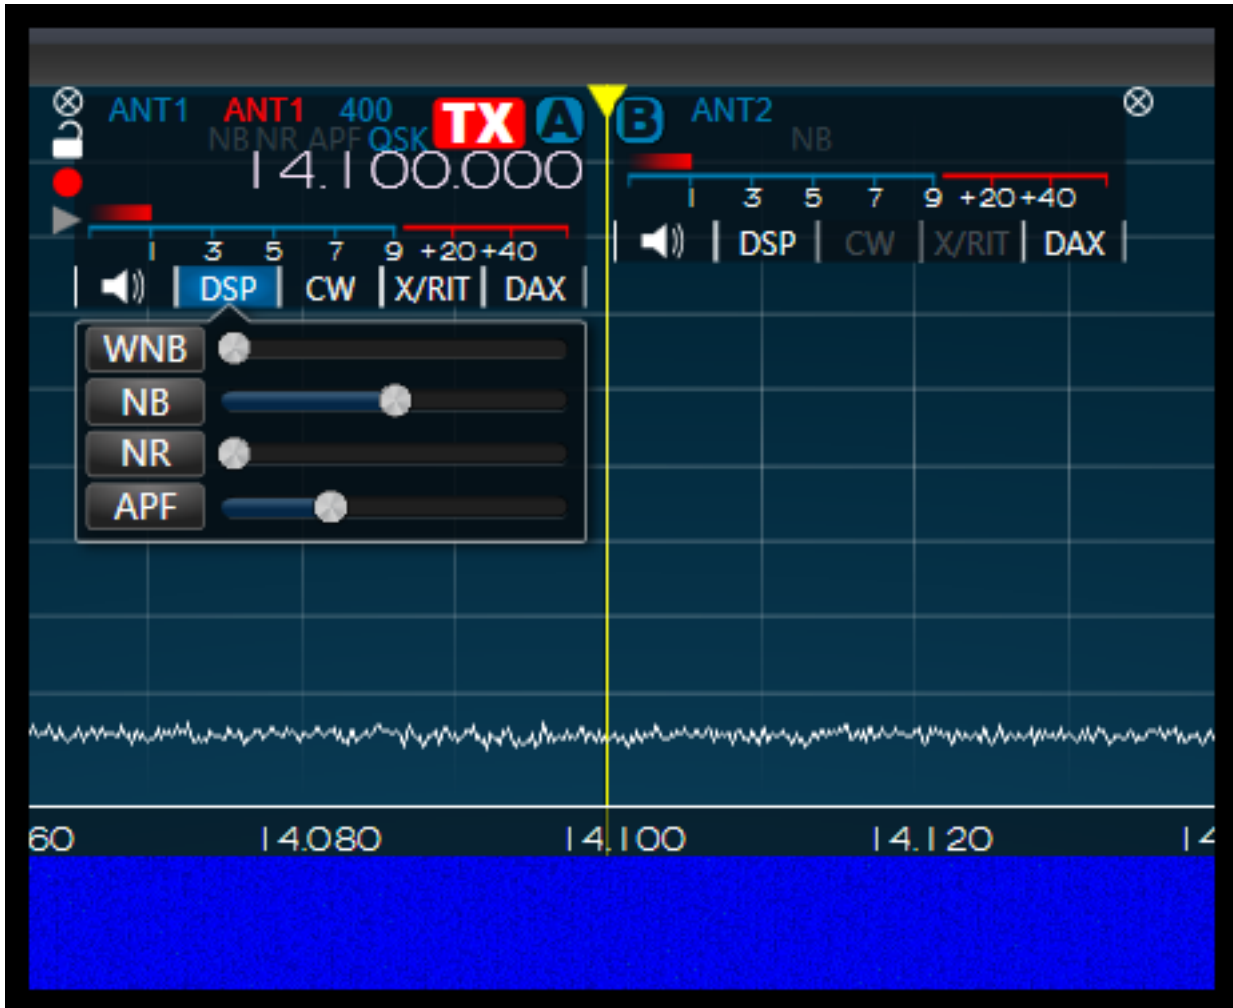 ANT1 ANT1 400 TX A
NB NR APF QSK
14.100.000
1 3 5 7 9 +20 +40
DSP CW X/RIT DAX
WNB
NB
NR
APF
B ANT2
NB
1 3 5 7 9 +20 +40
DSP CW X/RIT DAX
60 14.080 14.100 14.120 14